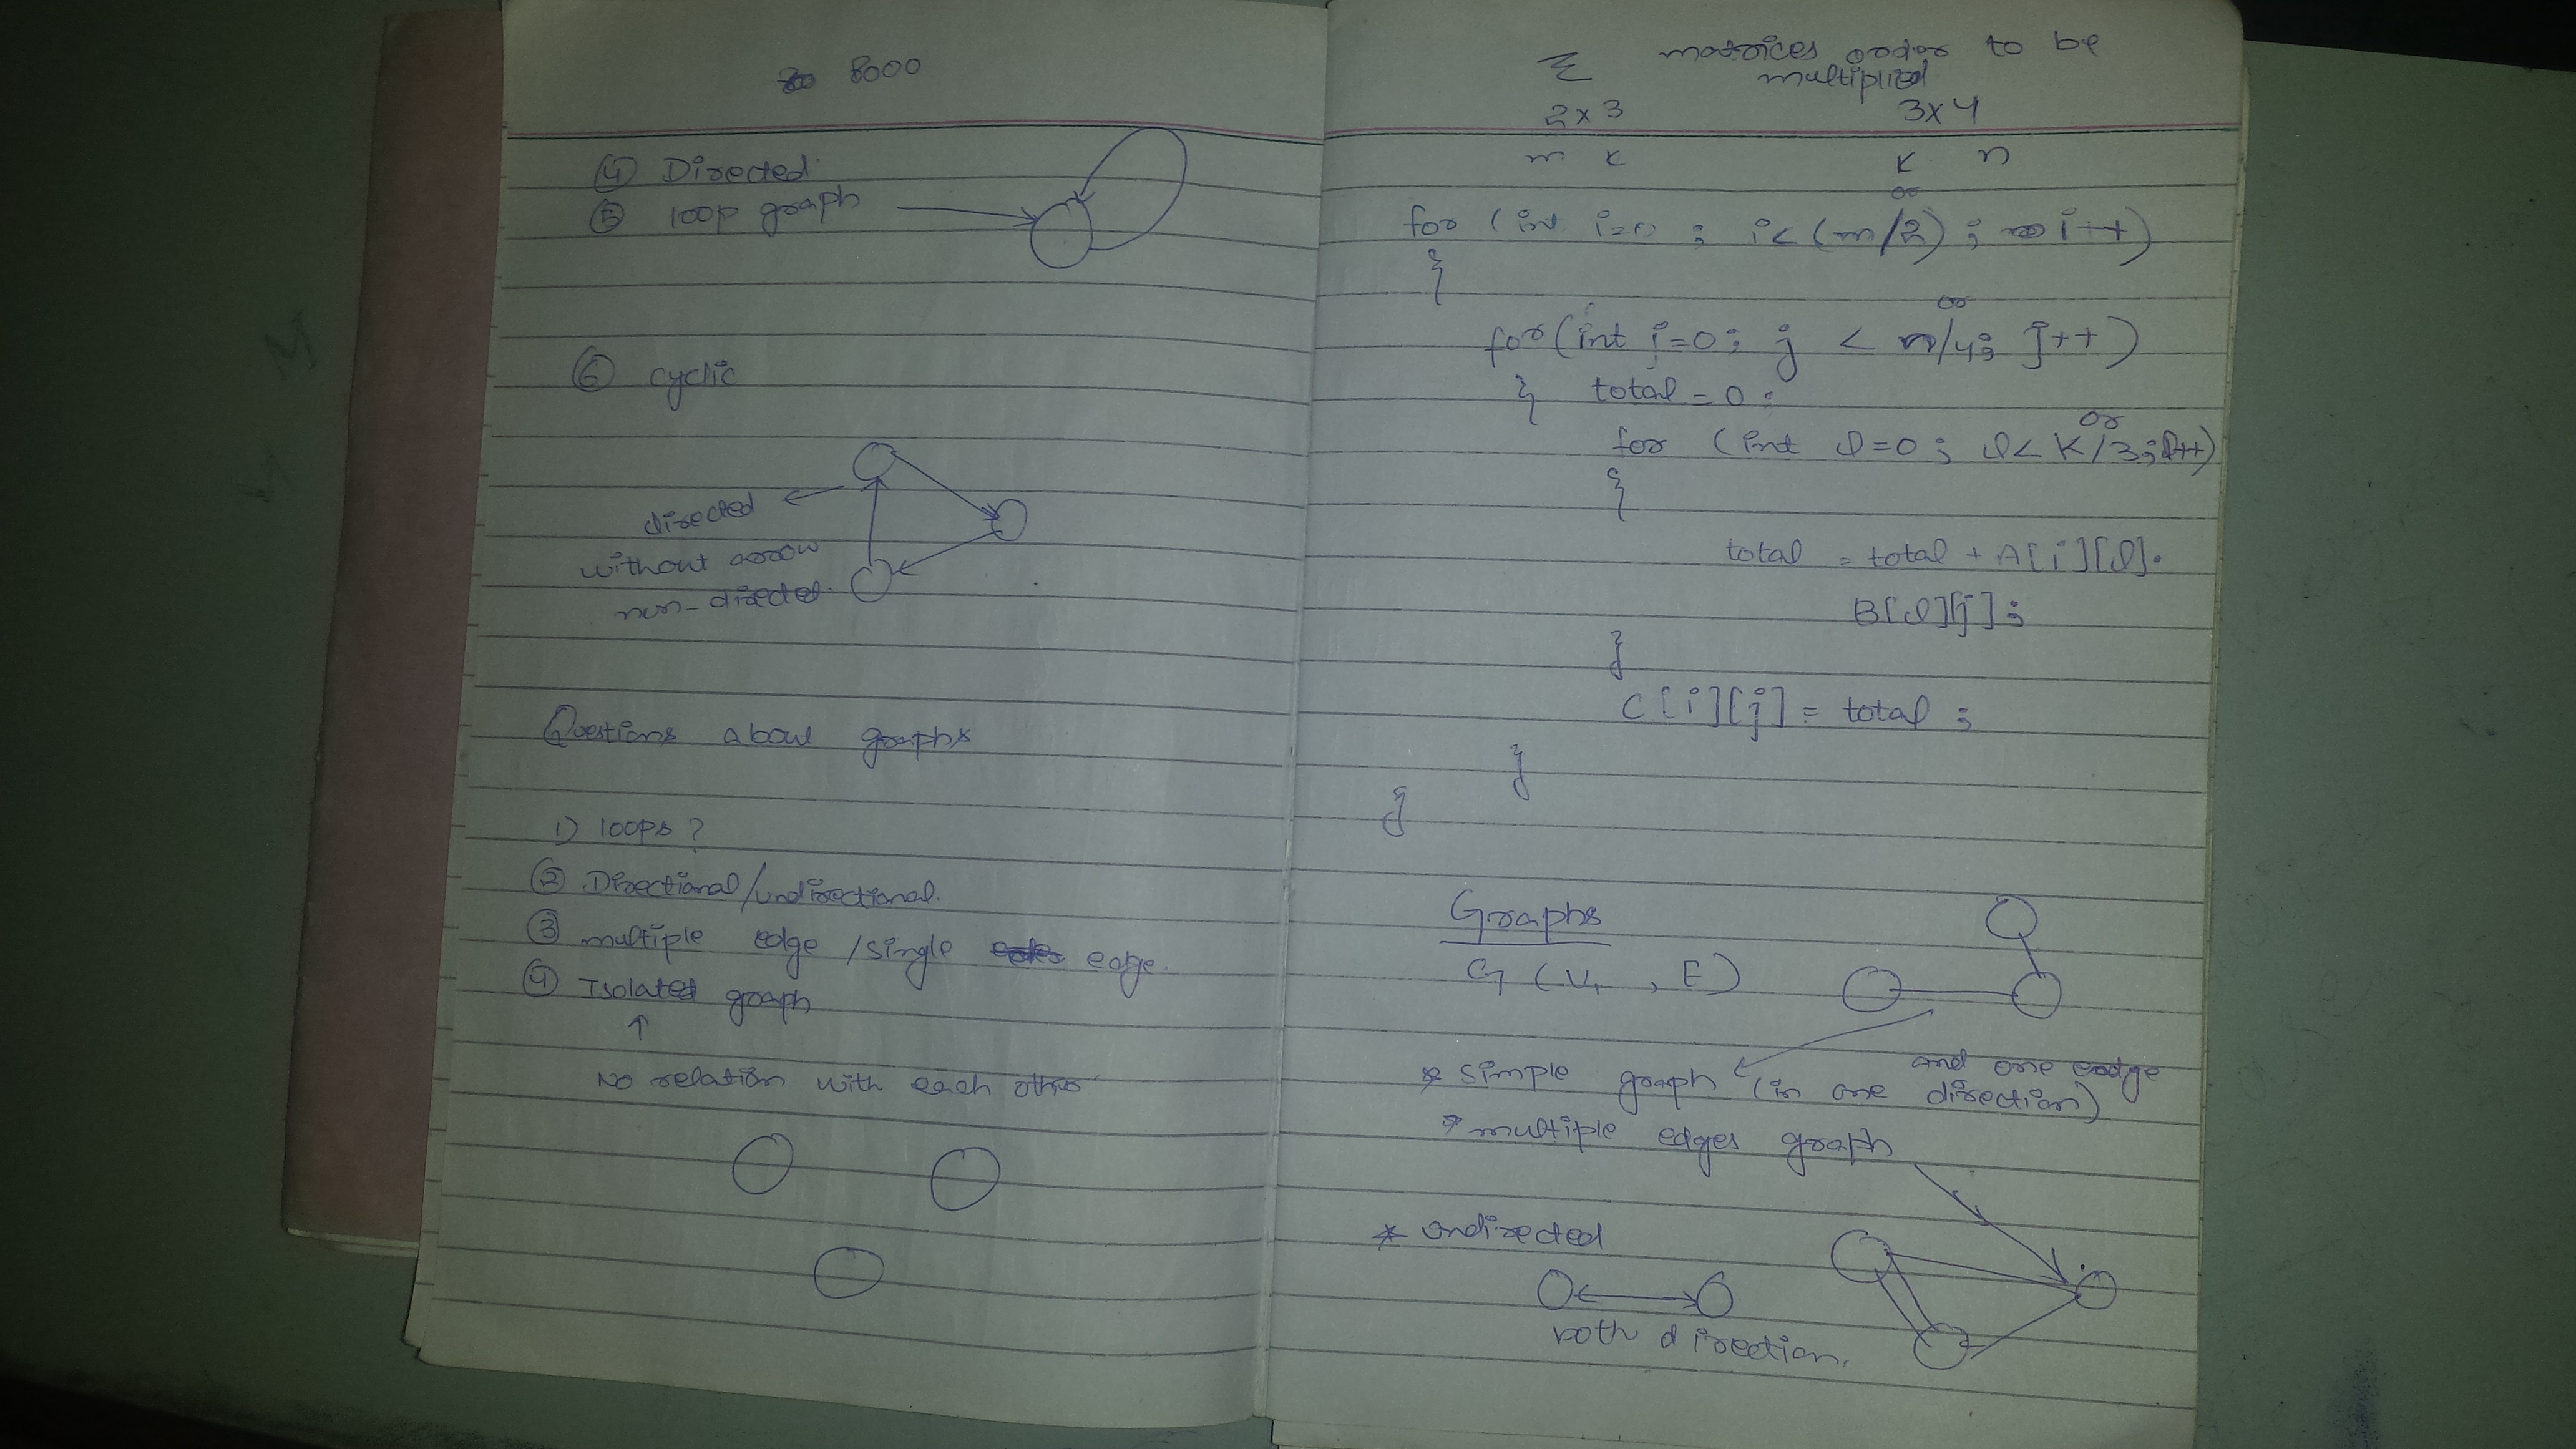 8000
④ Directed
⑤ loop graph
⑥ cyclic
directed
without arrow
non-directed.
Questions about graphs
1) loops?
② Directional/undirectional.
③ multiple edge /single edge.
④ Isolated graph
↑
No relation with each other
matrices order to be
multiplied
2x3 3x4
m K K n
or
for (int i=0 ; i<(m/2) ; i++)
{
or
for(int j=0; j < n/4; j++)
{ total = 0;
or
for (int l=0 ; l< K/3;l++)
{
total = total + A[i][l].
B[l][j];
}
C[i][j] = total ;
}
}
Graphs
G (V, , E)
and one edge
* simple graph (in one direction)
* multiple edges graph
* undirected
both direction.